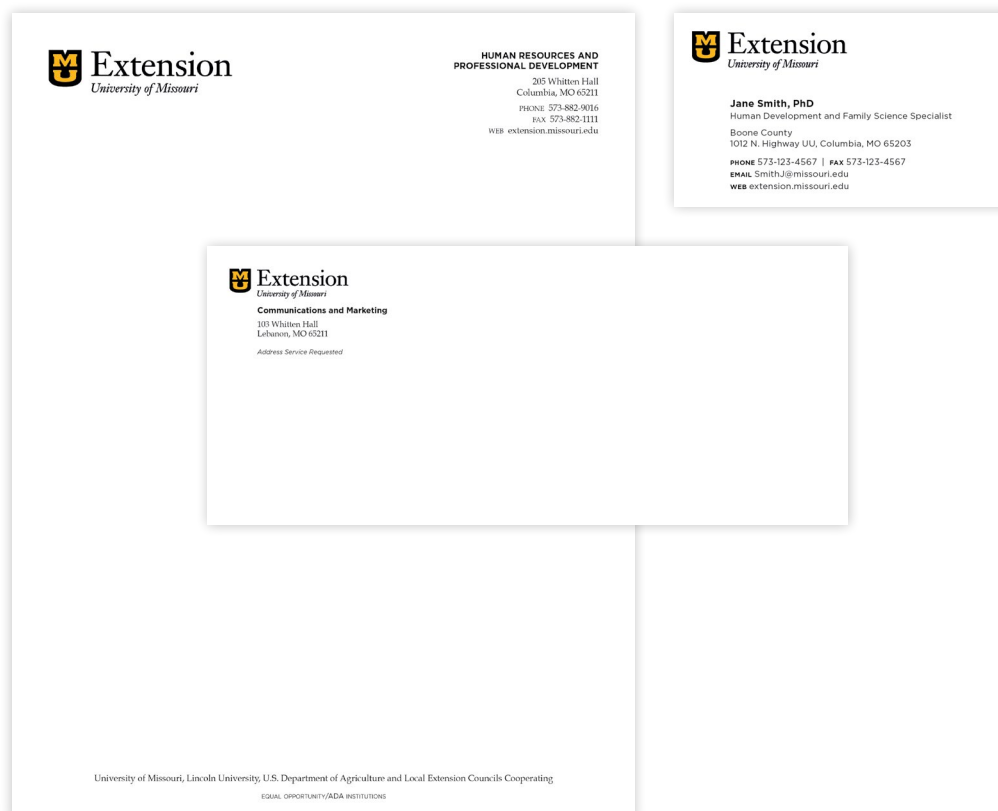 MU Extension
University of Missouri
HUMAN RESOURCES AND
PROFESSIONAL DEVELOPMENT
205 Whitten Hall
Columbia, MO 65211
PHONE 573-882-9016
FAX 573-882-1111
WEB extension.missouri.edu
MU Extension
University of Missouri
Jane Smith, PhD
Human Development and Family Science Specialist
Boone County
1012 N. Highway UU, Columbia, MO 65203
PHONE 573-123-4567 | FAX 573-123-4567
EMAIL SmithJ@missouri.edu
WEB extension.missouri.edu
MU Extension
University of Missouri
Communications and Marketing
103 Whitten Hall
Lebanon, MO 65211
Address Service Requested
University of Missouri, Lincoln University, U.S. Department of Agriculture and Local Extension Councils Cooperating
EQUAL OPPORTUNITY/ADA INSTITUTIONS